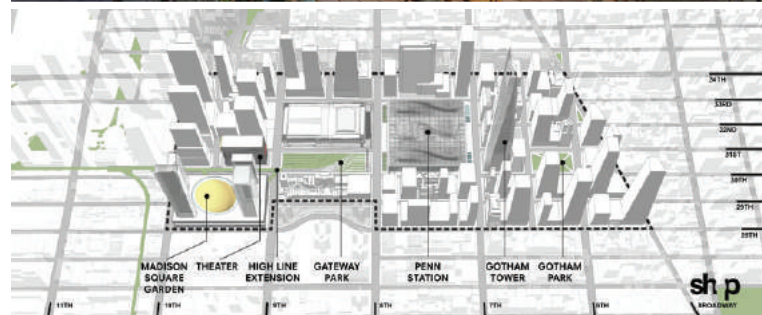 34TH
33RD
32ND
31ST
30TH
29TH
28TH
MADISON SQUARE GARDEN
THEATER
HIGH LINE EXTENSION
GATEWAY PARK
PENN STATION
GOTHAM TOWER
GOTHAM PARK
shop
BROADWAY
11TH
10TH
9TH
8TH
7TH
6TH